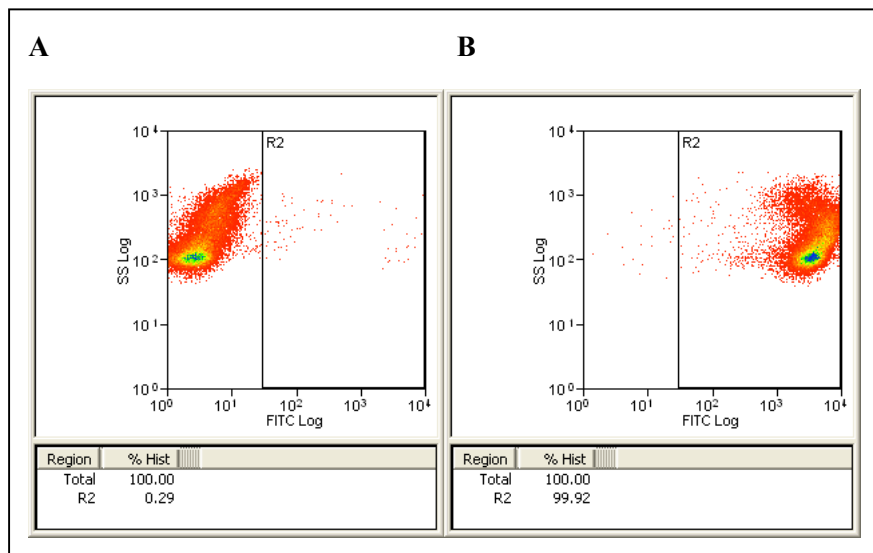 A B
R2 R2
10⁴ 10⁴
10³ 10³
10² 10²
10¹ 10¹
10⁰ 10⁰
SS Log SS Log
10⁰ 10¹ 10² 10³ 10⁴ 10⁰ 10¹ 10² 10³ 10⁴
FITC Log FITC Log
Region % Hist Region % Hist
Total 100.00 Total 100.00
R2 0.29 R2 99.92